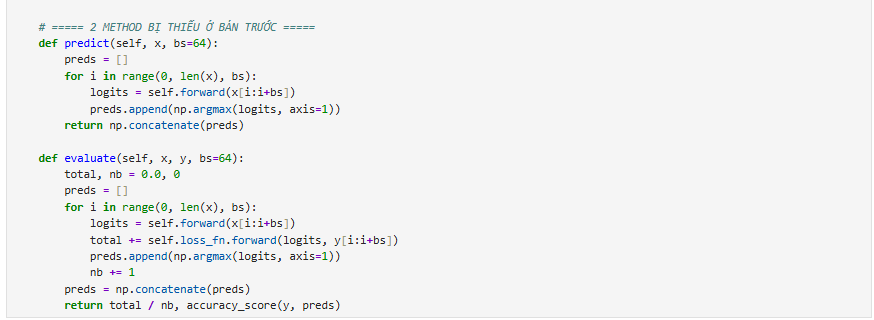 # ===== 2 METHOD BỊ THIẾU Ở BẢN TRƯỚC =====
def predict(self, x, bs=64):
    preds = []
    for i in range(0, len(x), bs):
        logits = self.forward(x[i:i+bs])
        preds.append(np.argmax(logits, axis=1))
    return np.concatenate(preds)

def evaluate(self, x, y, bs=64):
    total, nb = 0.0, 0
    preds = []
    for i in range(0, len(x), bs):
        logits = self.forward(x[i:i+bs])
        total += self.loss_fn.forward(logits, y[i:i+bs])
        preds.append(np.argmax(logits, axis=1))
        nb += 1
    preds = np.concatenate(preds)
    return total / nb, accuracy_score(y, preds)